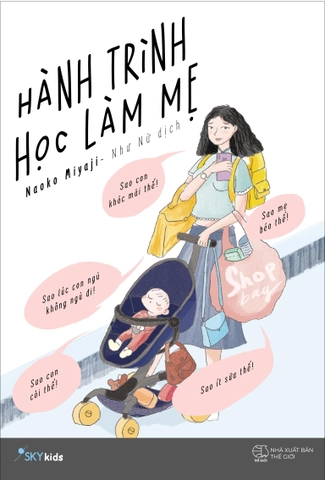 HÀNH TRÌNH
HỌC LÀM MẸ
Naoko Miyaji - Như Nữ dịch
Sao con
khóc mãi thế!
Sao mẹ
béo thế!
Sao lúc con ngủ
không ngủ đi!
Shop
bag
Sao con
còi thế!
Sao ít sữa thế!
SKY kids
NHÀ XUẤT BẢN
THẾ GIỚI